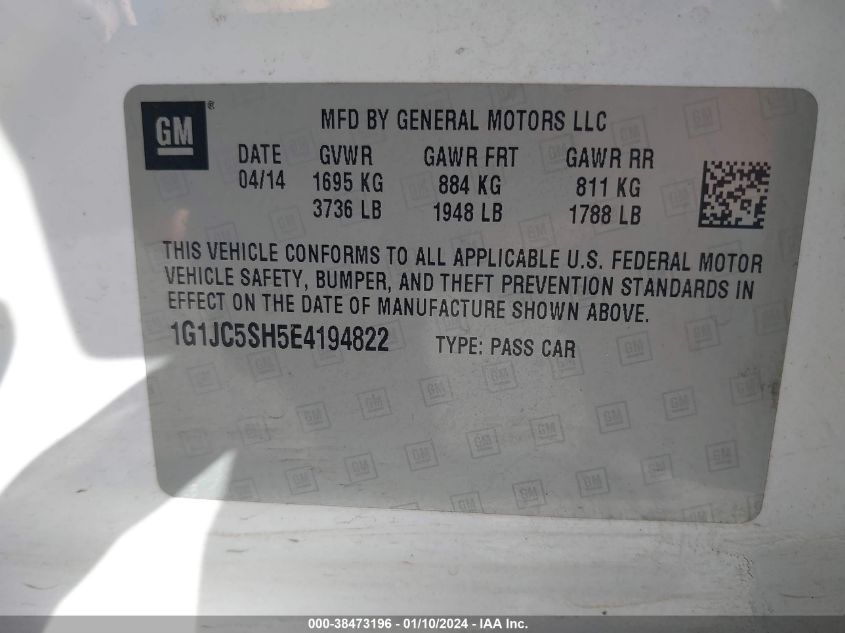 GM ®
MFD BY GENERAL MOTORS LLC
DATE GVWR GAWR FRT GAWR RR
04/14 1695 KG 884 KG 811 KG
3736 LB 1948 LB 1788 LB
THIS VEHICLE CONFORMS TO ALL APPLICABLE U.S. FEDERAL MOTOR
VEHICLE SAFETY, BUMPER, AND THEFT PREVENTION STANDARDS IN
EFFECT ON THE DATE OF MANUFACTURE SHOWN ABOVE.
1G1JC5SH5E4194822 TYPE: PASS CAR
000-38473196 - 01/10/2024 - IAA Inc.